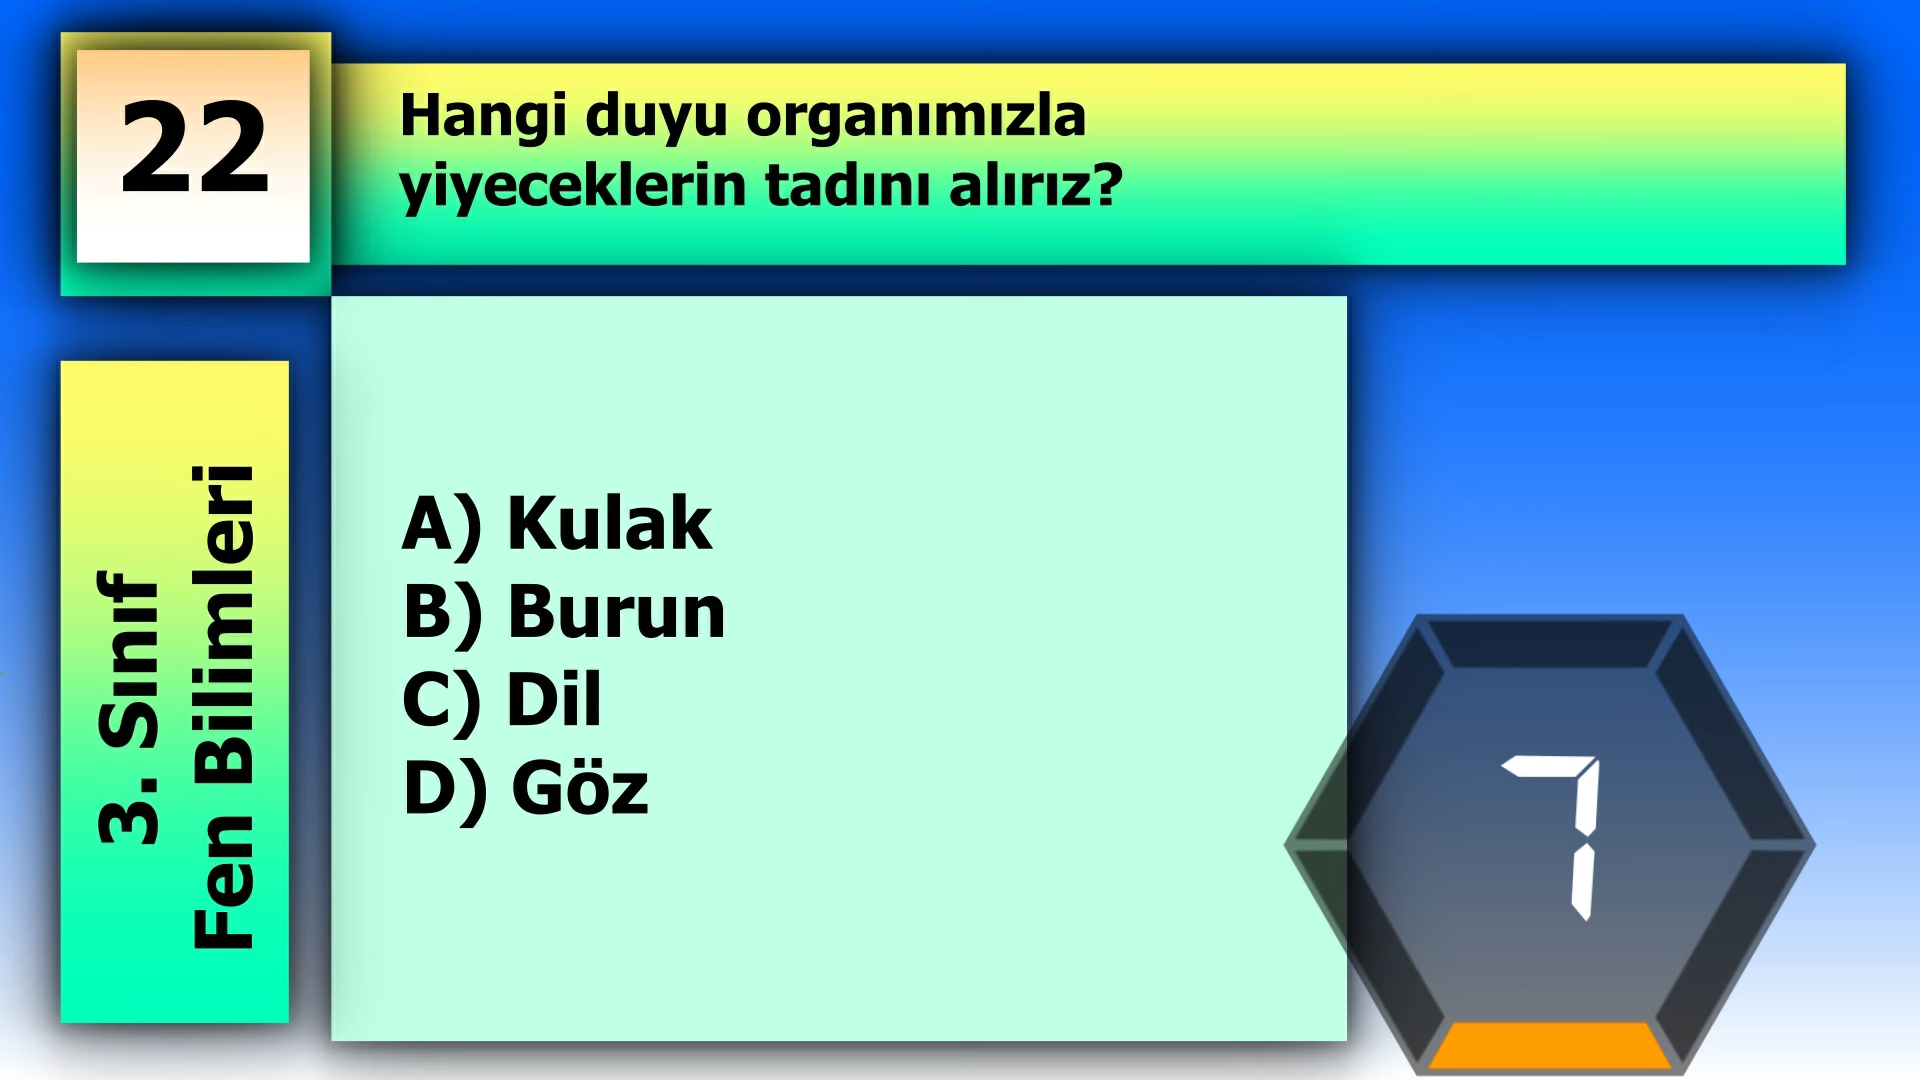 22
Hangi duyu organımızla
yiyeceklerin tadını alırız?
3. Sınıf
Fen Bilimleri
A) Kulak
B) Burun
C) Dil
D) Göz
7